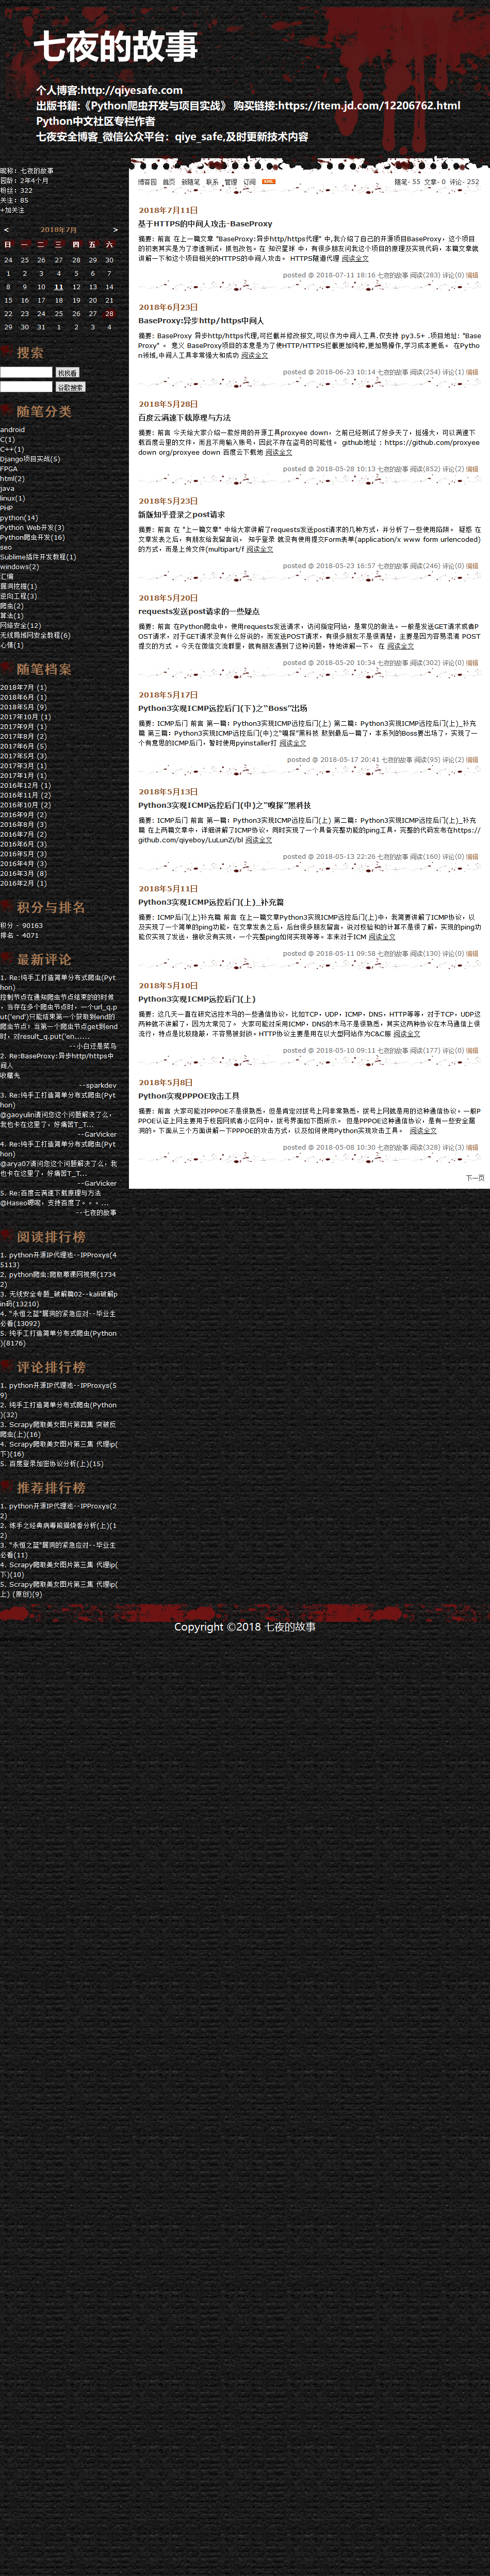 七夜的故事
个人博客:http://qiyesafe.com
出版书籍:《Python爬虫开发与项目实战》 购买链接:https://item.jd.com/12206762.html
Python中文社区专栏作者
七夜安全博客_微信公众平台：qiye_safe,及时更新技术内容
昵称：七夜的故事
园龄：2年4个月
粉丝：322
关注：85
+加关注
< 2018年7月 >
日 一 二 三 四 五 六
24 25 26 27 28 29 30
1 2 3 4 5 6 7
8 9 10 11 12 13 14
15 16 17 18 19 20 21
22 23 24 25 26 27 28
29 30 31 1 2 3 4
搜索
找找看
谷歌搜索
随笔分类
android
C(1)
C++(1)
Django项目实战(5)
FPGA
html(2)
java
linux(1)
PHP
python(14)
Python Web开发(3)
Python爬虫开发(16)
seo
Sublime插件开发教程(1)
windows(2)
汇编
漏洞挖掘(1)
逆向工程(3)
爬虫(2)
算法(1)
网络安全(12)
无线局域网安全教程(6)
心情(1)
随笔档案
2018年7月 (1)
2018年6月 (1)
2018年5月 (9)
2017年10月 (1)
2017年9月 (1)
2017年8月 (2)
2017年6月 (5)
2017年5月 (3)
2017年3月 (1)
2017年1月 (1)
2016年12月 (1)
2016年11月 (2)
2016年10月 (2)
2016年9月 (2)
2016年8月 (3)
2016年7月 (2)
2016年6月 (3)
2016年5月 (3)
2016年4月 (3)
2016年3月 (8)
2016年2月 (1)
积分与排名
积分 - 90163
排名 - 4071
最新评论
1. Re:纯手工打造简单分布式爬虫(Pyt
hon)
控制节点在通知爬虫节点结束的的时候
，当存在多个爬虫节点时，一个url_q.p
ut('end')只能结束第一个获取到end的
爬虫节点；当第一个爬虫节点get到end
时，对result_q.put('en......
--小白还是菜鸟
2. Re:BaseProxy:异步http/https中
间人
收藏先
--sparkdev
3. Re:纯手工打造简单分布式爬虫(Pyt
hon)
@gaoyulin请问您这个问题解决了么，
我也卡在这里了，好痛苦T_T...
--GarVicker
4. Re:纯手工打造简单分布式爬虫(Pyt
hon)
@arya07请问您这个问题解决了么，我
也卡在这里了，好痛苦T_T...
--GarVicker
5. Re:百度云满速下载原理与方法
@Haseo嗯呢，支持百度了。。。...
--七夜的故事
阅读排行榜
1. python开源IP代理池--IPProxys(4
5113)
2. python爬虫:爬取慕课网视频(1734
2)
3. 无线安全专题_破解篇02--kali破解p
in码(13210)
4. "永恒之蓝"漏洞的紧急应对--毕业生
必看(13092)
5. 纯手工打造简单分布式爬虫(Python
)(8176)
评论排行榜
1. python开源IP代理池--IPProxys(5
9)
2. 纯手工打造简单分布式爬虫(Python
)(32)
3. Scrapy爬取美女图片第四集 突破反
爬虫(上)(16)
4. Scrapy爬取美女图片第三集 代理ip(
下)(16)
5. 百度登录加密协议分析(上)(15)
推荐排行榜
1. python开源IP代理池--IPProxys(2
2)
2. 练手之经典病毒熊猫烧香分析(上)(1
2)
3. "永恒之蓝"漏洞的紧急应对--毕业生
必看(11)
4. Scrapy爬取美女图片第三集 代理ip(
下)(10)
5. Scrapy爬取美女图片第三集 代理ip(
上) (原创)(9)
博客园 首页 新随笔 联系 管理 订阅 XML 随笔- 55 文章- 0 评论- 252
2018年7月11日
基于HTTPS的中间人攻击-BaseProxy
摘要: 前言 在上一篇文章 "BaseProxy:异步http/https代理" 中,我介绍了自己的开源项目BaseProxy，这个项目
的初衷其实是为了渗透测试，抓包改包。在 知识星球 中，有很多朋友问我这个项目的原理及实现代码，本篇文章就
讲解一下和这个项目相关的HTTPS的中间人攻击。 HTTPS隧道代理 阅读全文
posted @ 2018-07-11 18:16 七夜的故事 阅读(283) 评论(0) 编辑
2018年6月23日
BaseProxy:异步http/https中间人
摘要: BaseProxy 异步http/https代理,可拦截并修改报文,可以作为中间人工具.仅支持 py3.5+ .项目地址: "Base
Proxy" 。 意义 BaseProxy项目的本意是为了使HTTP/HTTPS拦截更加纯粹,更加易操作,学习成本更低。 在Pytho
n领域,中间人工具非常强大和成功 阅读全文
posted @ 2018-06-23 10:14 七夜的故事 阅读(254) 评论(1) 编辑
2018年5月28日
百度云满速下载原理与方法
摘要: 前言 今天给大家介绍一款好用的开源工具proxyee down，之前已经测试了好多天了，挺强大，可以满速下
载百度云里的文件，而且不用输入账号，因此不存在盗号的可能性。 github地址：https://github.com/proxyee
down org/proxyee down 百度云下载地 阅读全文
posted @ 2018-05-28 10:13 七夜的故事 阅读(852) 评论(2) 编辑
2018年5月23日
新版知乎登录之post请求
摘要: 前言 在 "上一篇文章" 中给大家讲解了requests发送post请求的几种方式，并分析了一些使用陷阱。 疑惑 在
文章发表之后，有朋友给我留言说， 知乎登录 就没有使用提交Form表单(application/x www form urlencoded)
的方式，而是上传文件(multipart/f 阅读全文
posted @ 2018-05-23 16:57 七夜的故事 阅读(246) 评论(0) 编辑
2018年5月20日
requests发送post请求的一些疑点
摘要: 前言 在Python爬虫中，使用requests发送请求，访问指定网站，是常见的做法。一般是发送GET请求或者P
OST请求，对于GET请求没有什么好说的，而发送POST请求，有很多朋友不是很清楚，主要是因为容易混淆 POST
提交的方式 。今天在微信交流群里，就有朋友遇到了这种问题，特地讲解一下。 在 阅读全文
posted @ 2018-05-20 10:34 七夜的故事 阅读(302) 评论(0) 编辑
2018年5月17日
Python3实现ICMP远控后门(下)之“Boss”出场
摘要: ICMP后门 前言 第一篇：Python3实现ICMP远控后门(上) 第二篇：Python3实现ICMP远控后门(上)_补充
篇 第三篇：Python3实现ICMP远控后门(中)之“嗅探”黑科技 熬到最后一篇了，本系列的Boss要出场了，实现了一
个有意思的ICMP后门，暂时使用pyinstaller打 阅读全文
posted @ 2018-05-17 20:41 七夜的故事 阅读(95) 评论(2) 编辑
2018年5月13日
Python3实现ICMP远控后门(中)之“嗅探”黑科技
摘要: ICMP后门 前言 第一篇：Python3实现ICMP远控后门(上) 第二篇：Python3实现ICMP远控后门(上)_补充
篇 在上两篇文章中，详细讲解了ICMP协议，同时实现了一个具备完整功能的ping工具，完整的代码发布在https://
github.com/qiyeboy/LuLunZi/bl 阅读全文
posted @ 2018-05-13 22:26 七夜的故事 阅读(160) 评论(0) 编辑
2018年5月11日
Python3实现ICMP远控后门(上)_补充篇
摘要: ICMP后门(上)补充篇 前言 在上一篇文章Python3实现ICMP远控后门(上)中，我简要讲解了ICMP协议，以
及实现了一个简单的ping功能，在文章发表之后，后台很多朋友留言，说对校验和的计算不是很了解，实现的ping功
能仅实现了发送，接收没有实现，一个完整ping如何实现等等。本来对于ICM 阅读全文
posted @ 2018-05-11 09:58 七夜的故事 阅读(130) 评论(0) 编辑
2018年5月10日
Python3实现ICMP远控后门(上)
摘要: 这几天一直在研究远控木马的一些通信协议，比如TCP，UDP，ICMP，DNS，HTTP等等，对于TCP，UDP这
两种就不讲解了，因为太常见了。 大家可能对采用ICMP，DNS的木马不是很熟悉，其实这两种协议在木马通信上很
流行，特点是比较隐蔽，不容易被封锁。HTTP协议主要是用在以大型网站作为C&C服 阅读全文
posted @ 2018-05-10 09:11 七夜的故事 阅读(177) 评论(0) 编辑
2018年5月8日
Python实现PPPOE攻击工具
摘要: 前言 大家可能对PPPOE不是很熟悉，但是肯定对拨号上网非常熟悉，拨号上网就是用的这种通信协议。一般P
PPOE认证上网主要用于校园网或者小区网中，拨号界面如下图所示。 但是PPPOE这种通信协议，是有一些安全漏
洞的。下面从三个方面讲解一下PPPOE的攻击方式，以及如何使用Python实现攻击工具。 阅读全文
posted @ 2018-05-08 10:30 七夜的故事 阅读(328) 评论(3) 编辑
下一页
Copyright ©2018 七夜的故事